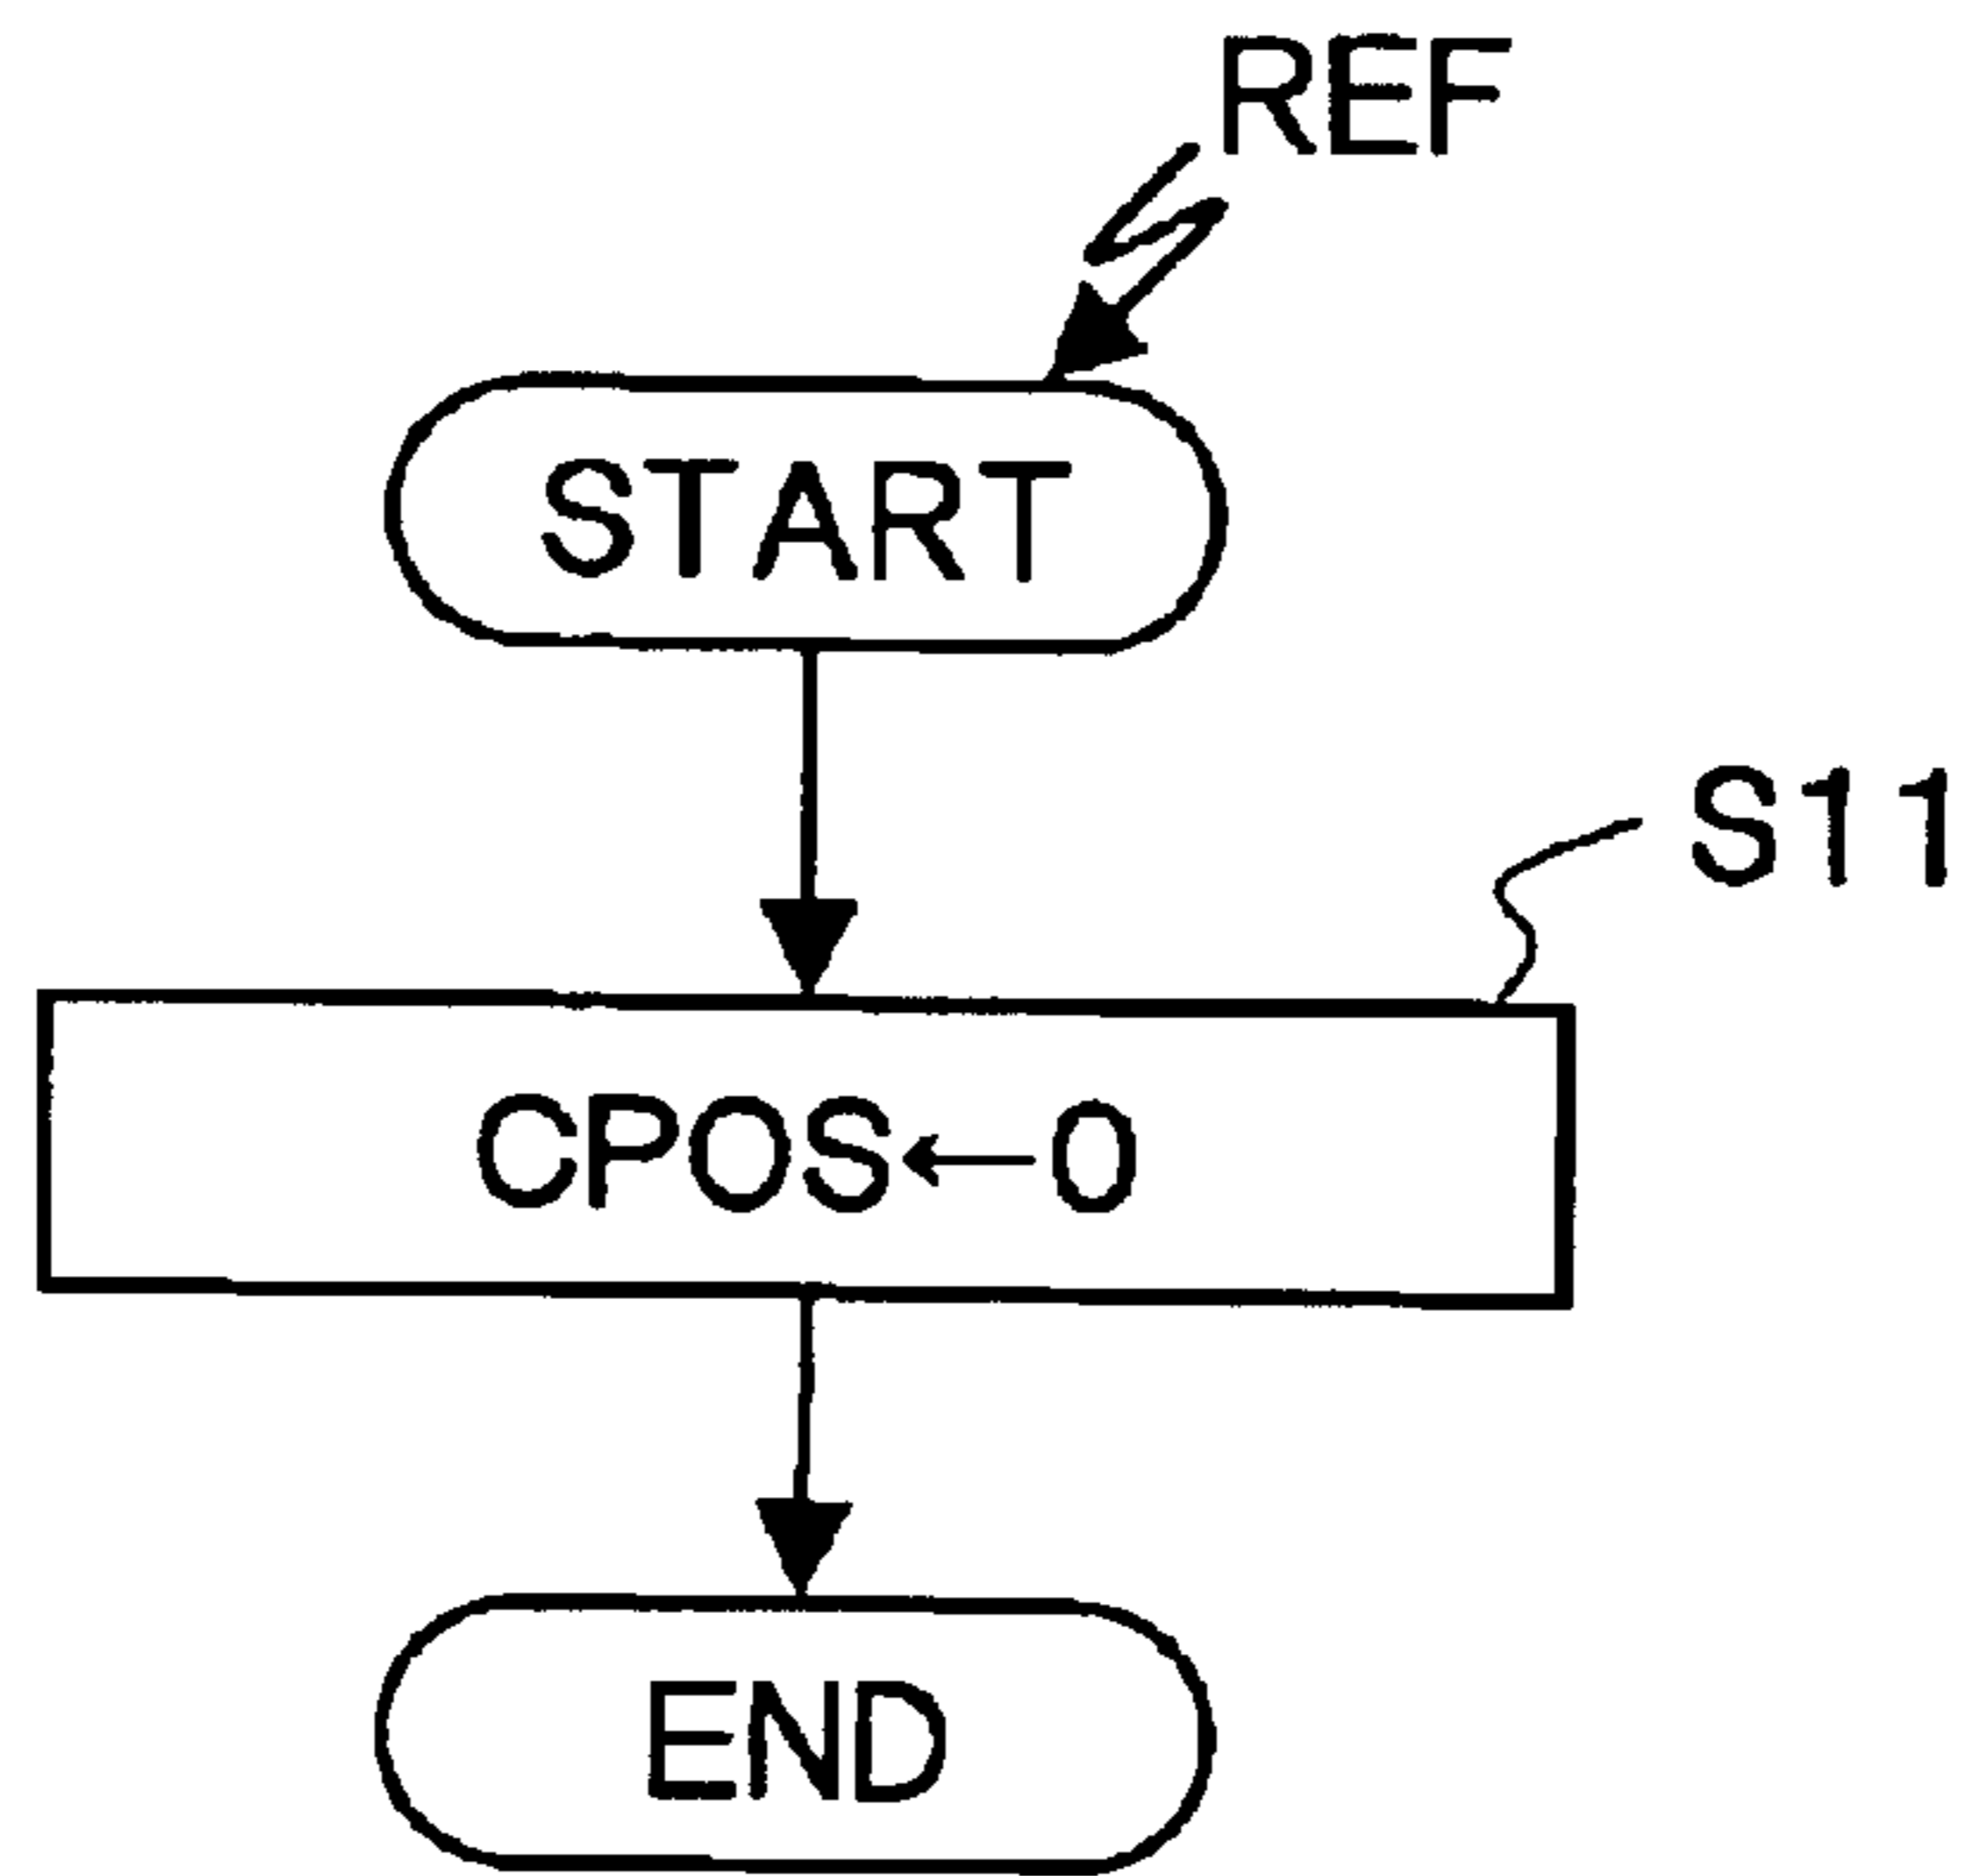 REF
START
S11
CPOS←0
END